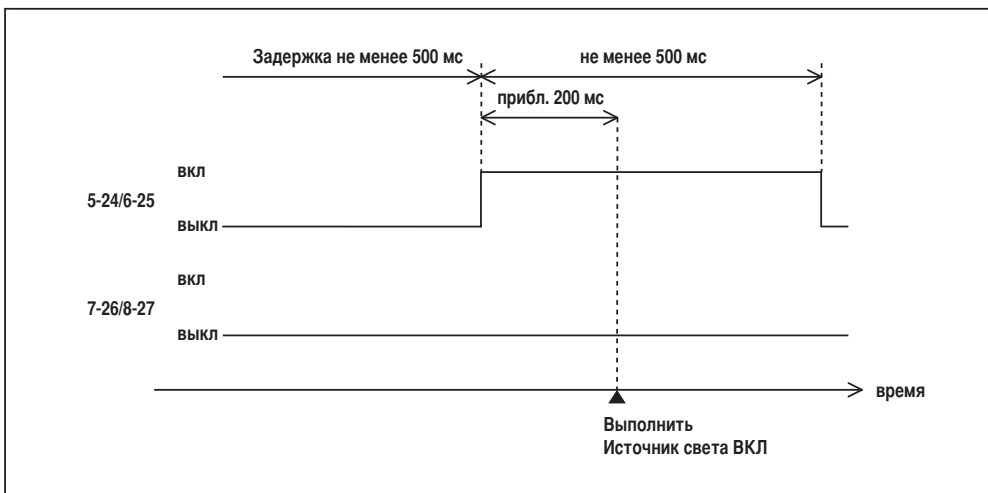 Задержка не менее 500 мс
не менее 500 мс
прибл. 200 мс
вкл
5-24/6-25
выкл
вкл
7-26/8-27
выкл
время
Выполнить
Источник света ВКЛ